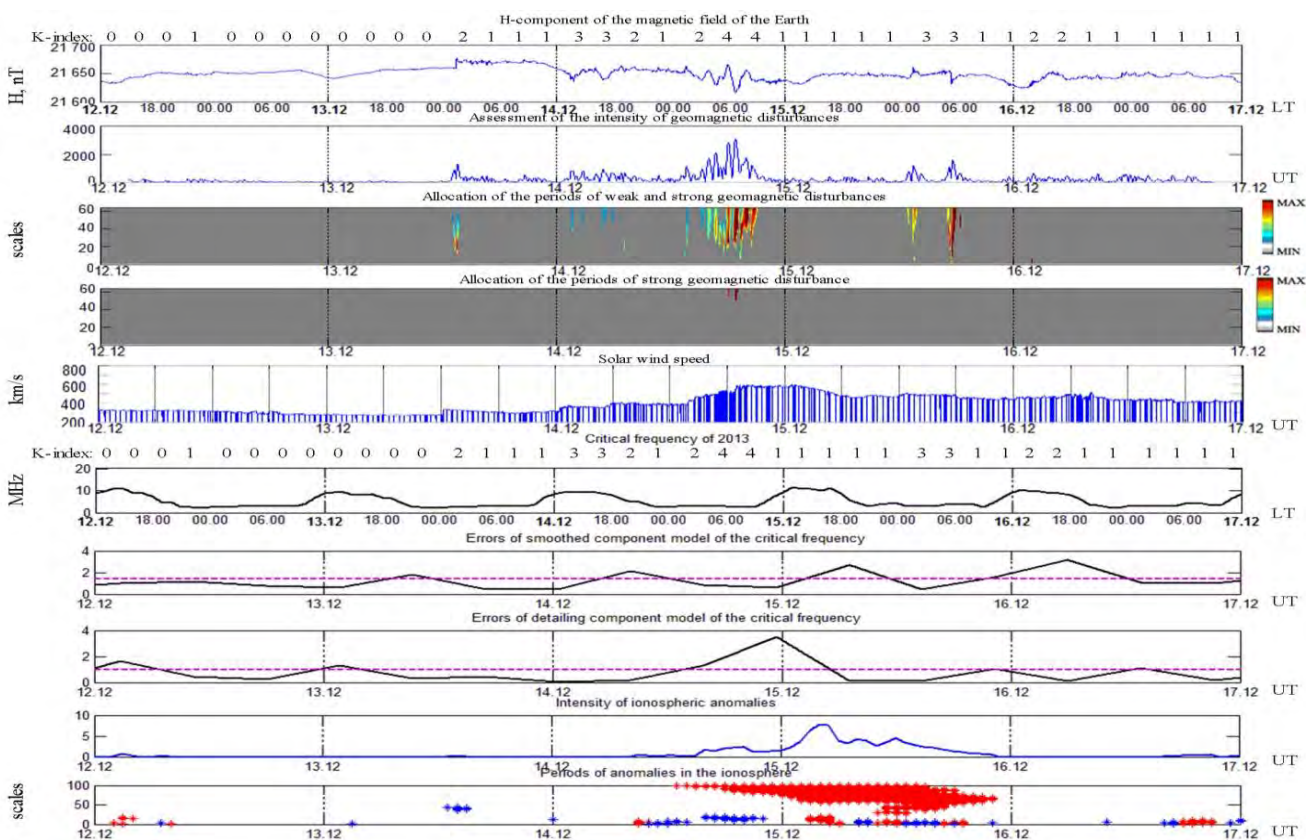 H-component of the magnetic field of the Earth
K-index: 0 0 0 1 0 0 0 0 0 0 0 0 2 1 1 1 3 3 2 1 2 4 4 1 1 1 1 1 3 3 1 1 2 2 1 1 1 1 1 1
H, nT
21 700
21 650
21 600
12.12 18.00 00.00 06.00 13.12 18.00 00.00 06.00 14.12 18.00 00.00 06.00 15.12 18.00 00.00 06.00 16.12 18.00 00.00 06.00 17.12 LT
Assessment of the intensity of geomagnetic disturbances
4000
2000
0
12.12 13.12 14.12 15.12 16.12 17.12 UT
Allocation of the periods of weak and strong geomagnetic disturbances
scales
60
40
20
0
MAX
MIN
12.12 13.12 14.12 15.12 16.12 17.12
Allocation of the periods of strong geomagnetic disturbance
60
40
20
MAX
MIN
12.12 13.12 14.12 15.12 16.12 17.12
Solar wind speed
km/s
800
600
400
200
12.12 13.12 14.12 15.12 16.12 17.12 UT
Critical frequency of 2013
K-index: 0 0 0 1 0 0 0 0 0 0 0 0 2 1 1 1 3 3 2 1 2 4 4 1 1 1 1 1 3 3 1 1 2 2 1 1 1 1 1 1
MHz
20
10
0
12.12 18.00 00.00 06.00 13.12 18.00 00.00 06.00 14.12 18.00 00.00 06.00 15.12 18.00 00.00 06.00 16.12 18 00 00.00 06.00 17.12 LT
Errors of smoothed component model of the critical frequency
4
2
0
12.12 13.12 14.12 15.12 16.12 17.12 UT
Errors of detailing component model of the critical frequency
4
2
0
12.12 13.12 14.12 15.12 16.12 17.12 UT
Intensity of ionospheric anomalies
10
5
0
12.12 13.12 14.12 15.12 16.12 17.12 UT
Periods of anomalies in the ionosphere
scales
100
50
0
12.12 13.12 14.12 15.12 16.12 17.12 UT